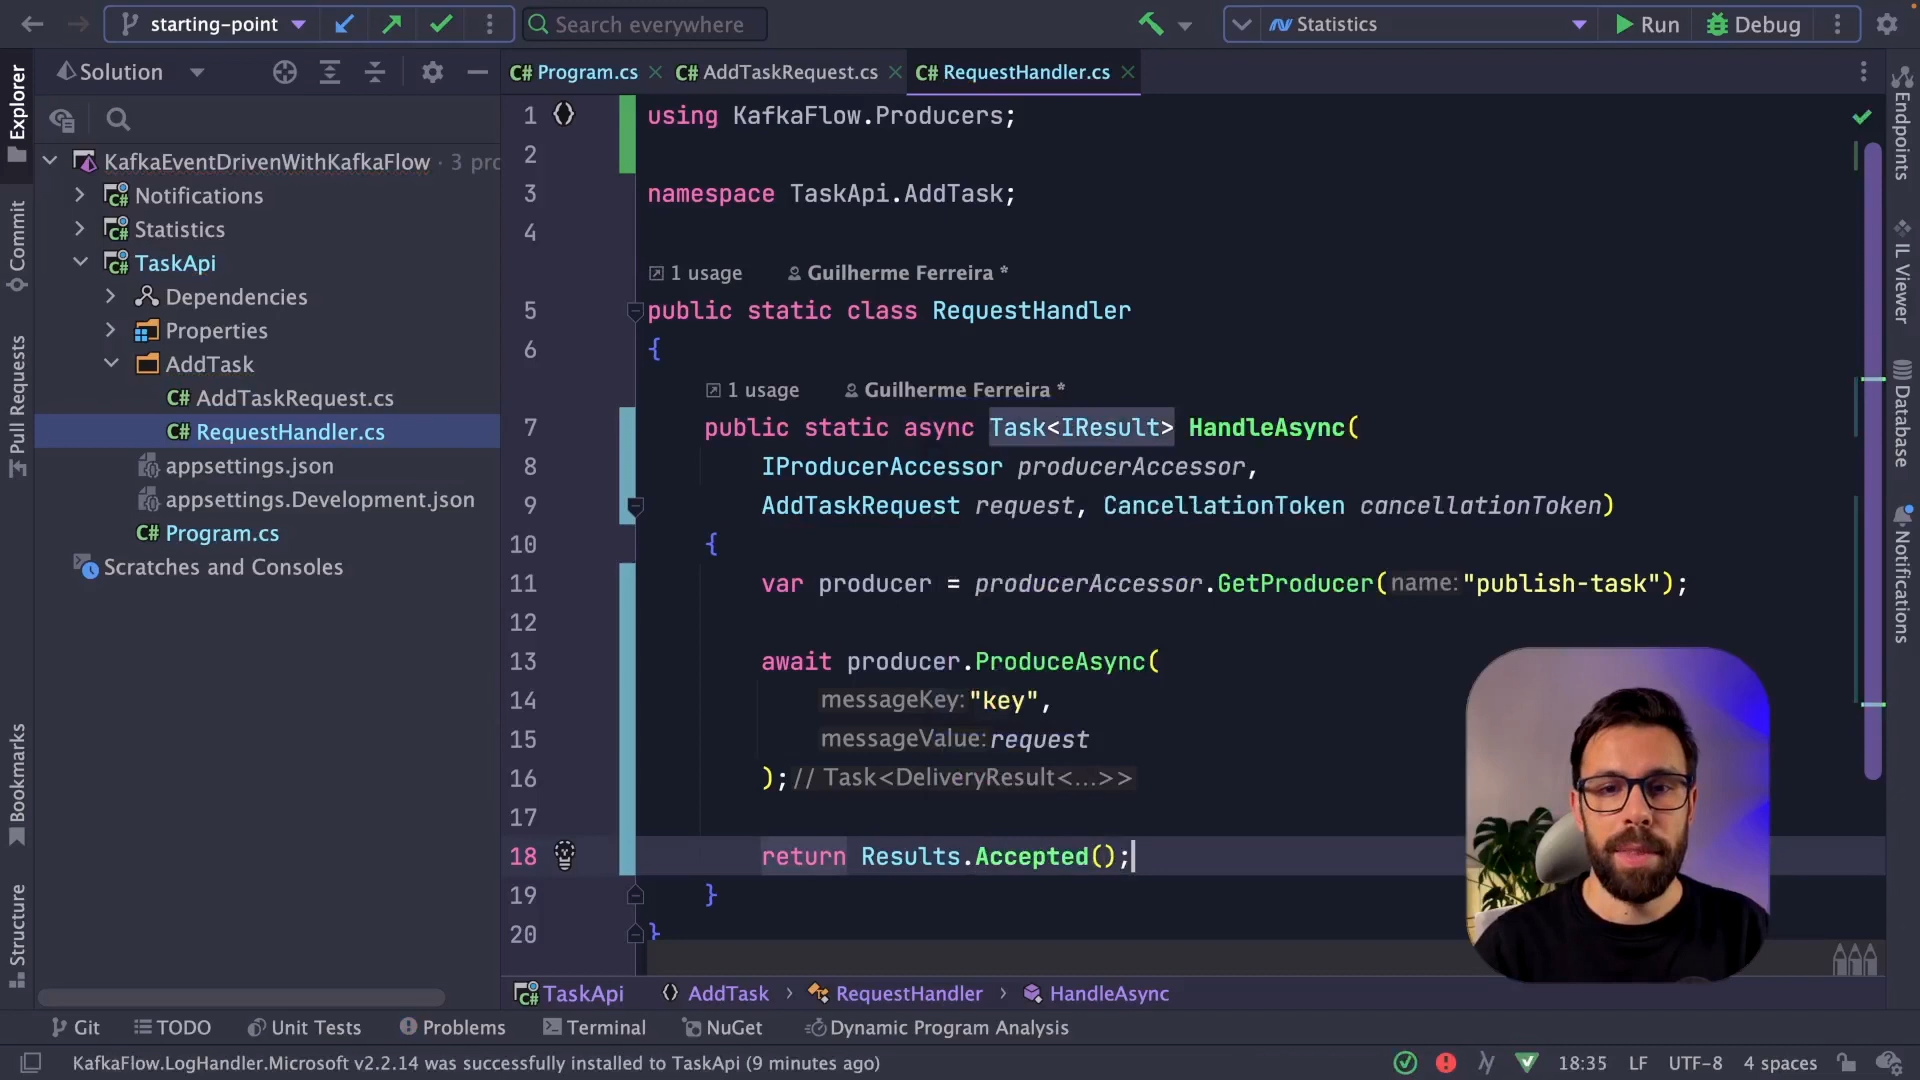 starting-point
Search everywhere
Statistics
Run
Debug
Solution
C# Program.cs
C# AddTaskRequest.cs
C# RequestHandler.cs
Explorer
Commit
Pull Requests
Bookmarks
Structure
KafkaEventDrivenWithKafkaFlow · 3 pro
C# Notifications
C# Statistics
C# TaskApi
Dependencies
Properties
AddTask
C# AddTaskRequest.cs
C# RequestHandler.cs
appsettings.json
appsettings.Development.json
C# Program.cs
Scratches and Consoles
1 using KafkaFlow.Producers;
2
3 namespace TaskApi.AddTask;
4
1 usage Guilherme Ferreira *
5 public static class RequestHandler
6 {
1 usage Guilherme Ferreira *
7 public static async Task<IResult> HandleAsync(
8 IProducerAccessor producerAccessor,
9 AddTaskRequest request, CancellationToken cancellationToken)
10 {
11 var producer = producerAccessor.GetProducer(name:"publish-task");
12
13 await producer.ProduceAsync(
14 messageKey:"key",
15 messageValue:request
16 );// Task<DeliveryResult<...>>
17
18 return Results.Accepted();
19 }
20 }
Endpoints
IL Viewer
Database
Notifications
C# TaskApi
AddTask › RequestHandler › HandleAsync
Git
TODO
Unit Tests
Problems
Terminal
NuGet
Dynamic Program Analysis
KafkaFlow.LogHandler.Microsoft v2.2.14 was successfully installed to TaskApi (9 minutes ago)
18:35
LF
UTF-8
4 spaces